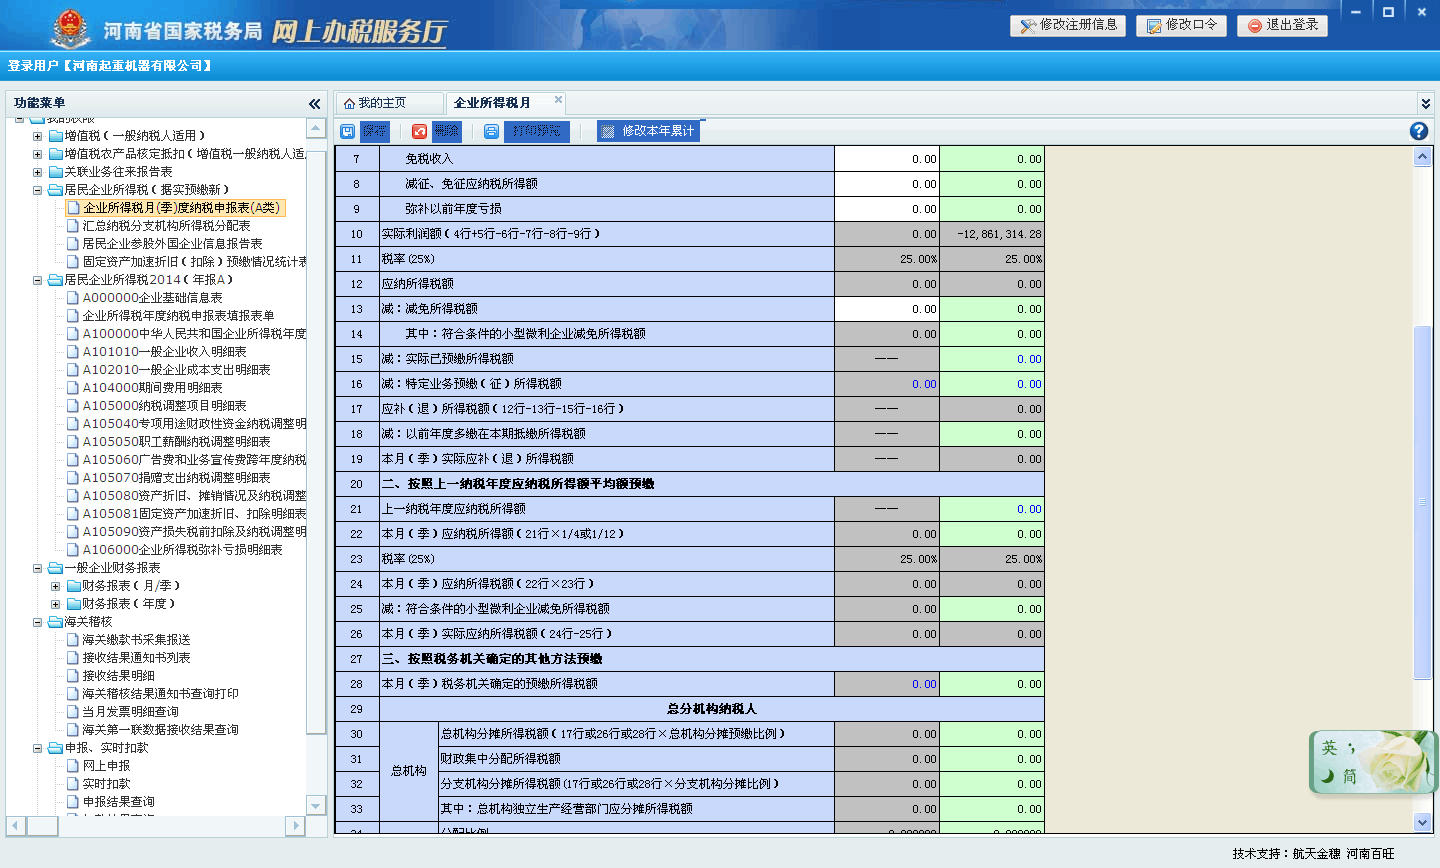 河南省国家税务局 网上办税服务厅
修改注册信息 修改口令 退出登录
登录用户【河南起重机器有限公司】
功能菜单
我的权限
增值税（一般纳税人适用）
增值税农产品核定抵扣（增值税一般纳税人适
关联业务往来报告表
居民企业所得税（据实预缴新）
企业所得税月(季)度纳税申报表(A类)
汇总纳税分支机构所得税分配表
居民企业参股外国企业信息报告表
固定资产加速折旧（扣除）预缴情况统计表
居民企业所得税2014（年报A）
A000000企业基础信息表
企业所得税年度纳税申报表填报表单
A100000中华人民共和国企业所得税年度
A101010一般企业收入明细表
A102010一般企业成本支出明细表
A104000期间费用明细表
A105000纳税调整项目明细表
A105040专项用途财政性资金纳税调整明
A105050职工薪酬纳税调整明细表
A105060广告费和业务宣传费跨年度纳税
A105070捐赠支出纳税调整明细表
A105080资产折旧、摊销情况及纳税调整
A105081固定资产加速折旧、扣除明细表
A105090资产损失税前扣除及纳税调整明
A106000企业所得税弥补亏损明细表
一般企业财务报表
财务报表（月/季）
财务报表（年度）
海关稽核
海关缴款书采集报送
接收结果通知书列表
接收结果明细
海关稽核结果通知书查询打印
当月发票明细查询
海关第一联数据接收结果查询
申报、实时扣款
网上申报
实时扣款
申报结果查询
我的主页 企业所得税月
保存 删除 打印预览 修改本年累计
7 免税收入 0.00 0.00
8 减征、免征应纳税所得额 0.00 0.00
9 弥补以前年度亏损 0.00 0.00
10 实际利润额（4行+5行-6行-7行-8行-9行） 0.00 -12,861,314.28
11 税率(25%) 25.00% 25.00%
12 应纳所得税额 0.00 0.00
13 减：减免所得税额 0.00 0.00
14 其中：符合条件的小型微利企业减免所得税额 0.00 0.00
15 减：实际已预缴所得税额 —— 0.00
16 减：特定业务预缴（征）所得税额 0.00 0.00
17 应补（退）所得税额（12行-13行-15行-16行） —— 0.00
18 减：以前年度多缴在本期抵缴所得税额 —— 0.00
19 本月（季）实际应补（退）所得税额 —— 0.00
20 二、按照上一纳税年度应纳税所得额平均额预缴
21 上一纳税年度应纳税所得额 —— 0.00
22 本月（季）应纳税所得额（21行×1/4或1/12） 0.00 0.00
23 税率(25%) 25.00% 25.00%
24 本月（季）应纳所得税额（22行×23行） 0.00 0.00
25 减：符合条件的小型微利企业减免所得税额 0.00 0.00
26 本月（季）实际应纳所得税额（24行-25行） 0.00 0.00
27 三、按照税务机关确定的其他方法预缴
28 本月（季）税务机关确定的预缴所得税额 0.00 0.00
29 总分机构纳税人
30 总机构分摊所得税额（17行或26行或28行×总机构分摊预缴比例） 0.00 0.00
31 财政集中分配所得税额 0.00 0.00
总机构
32 分支机构分摊所得税额(17行或26行或28行×分支机构分摊比例） 0.00 0.00
33 其中：总机构独立生产经营部门应分摊所得税额 0.00 0.00
34 分配比例 0.000000 0.000000
英 ；
简
技术支持：航天金穗 河南百旺